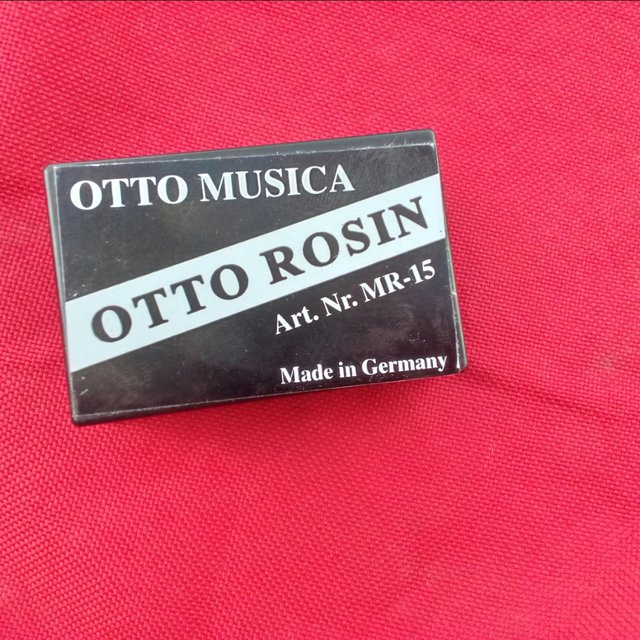 OTTO MUSICA
OTTO ROSIN
Art. Nr. MR-15
Made in Germany